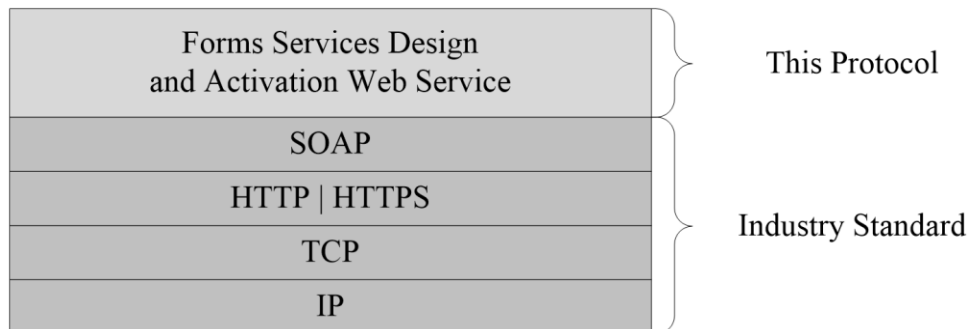 Forms Services Design
and Activation Web Service
This Protocol
SOAP
HTTP | HTTPS
TCP
IP
Industry Standard